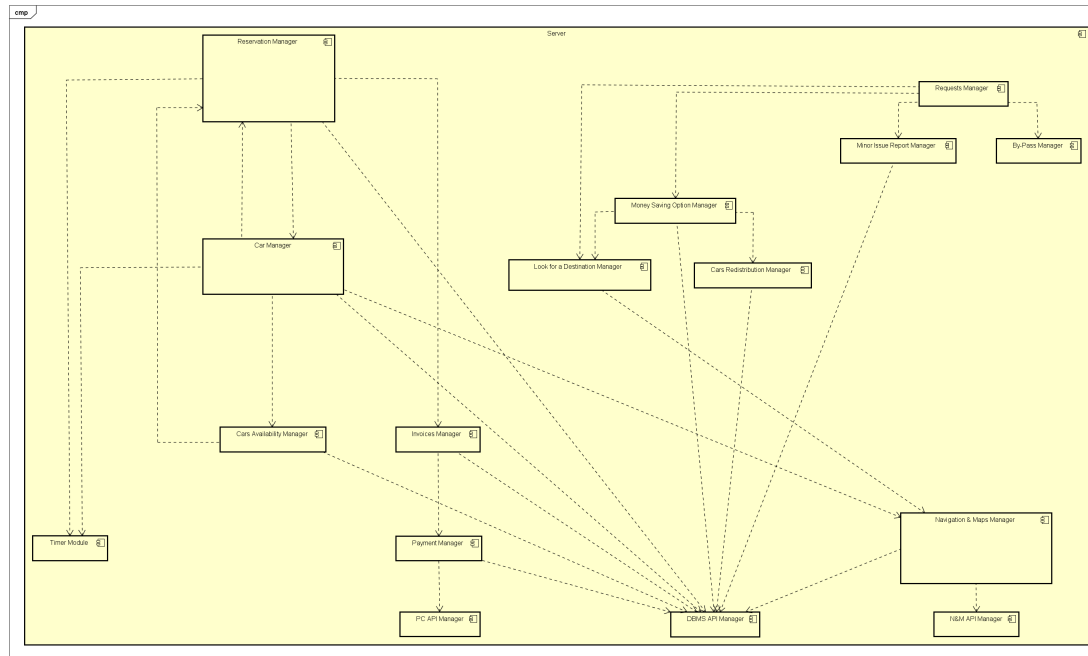 cmp
Server
Reservation Manager
Requests Manager
Minor Issue Report Manager
By-Pass Manager
Money Saving Option Manager
Car Manager
Look for a Destination Manager
Cars Redistribution Manager
Cars Availability Manager
Invoices Manager
Navigation & Maps Manager
Timer Module
Payment Manager
PC API Manager
DBMS API Manager
N&M API Manager